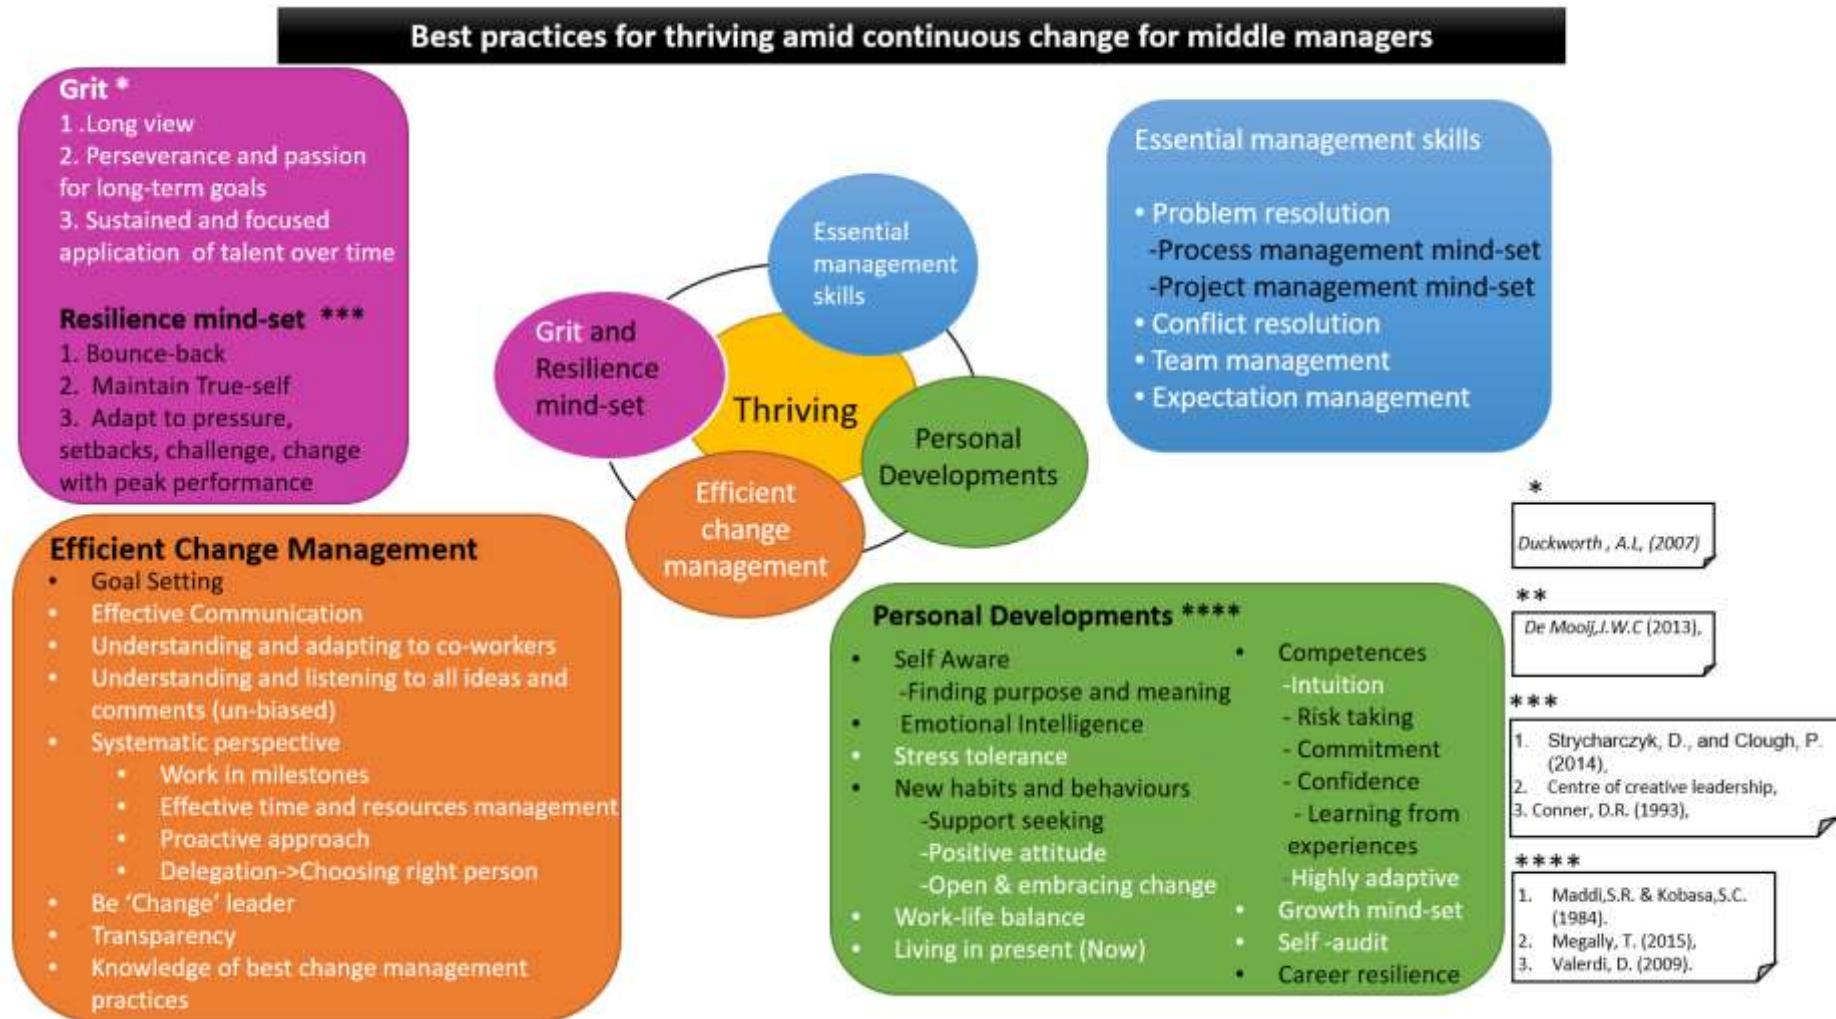 Best practices for thriving amid continuous change for middle managers
Grit *
1 .Long view
2. Perseverance and passion
for long-term goals
3. Sustained and focused
application of talent over time
Resilience mind-set ***
1. Bounce-back
2. Maintain True-self
3. Adapt to pressure,
setbacks, challenge, change
with peak performance
Essential
management
skills
Grit and
Resilience
mind-set
Thriving
Personal
Developments
Efficient
change
management
Essential management skills
• Problem resolution
-Process management mind-set
-Project management mind-set
• Conflict resolution
• Team management
• Expectation management
Efficient Change Management
• Goal Setting
• Effective Communication
• Understanding and adapting to co-workers
• Understanding and listening to all ideas and
comments (un-biased)
• Systematic perspective
• Work in milestones
• Effective time and resources management
• Proactive approach
• Delegation->Choosing right person
• Be 'Change' leader
• Transparency
• Knowledge of best change management
practices
Personal Developments ****
• Self Aware
-Finding purpose and meaning
• Emotional Intelligence
• Stress tolerance
• New habits and behaviours
-Support seeking
-Positive attitude
-Open & embracing change
• Work-life balance
• Living in present (Now)
• Competences
-Intuition
- Risk taking
- Commitment
- Confidence
- Learning from
experiences
-Highly adaptive
• Growth mind-set
• Self -audit
• Career resilience
*
Duckworth , A.L, (2007)
**
De Mooij,J.W.C (2013),
***
1. Strycharczyk, D., and Clough, P.
(2014),
2. Centre of creative leadership,
3. Conner, D.R. (1993),
****
1. Maddi,S.R. & Kobasa,S.C.
(1984).
2. Megally, T. (2015),
3. Valerdi, D. (2009).